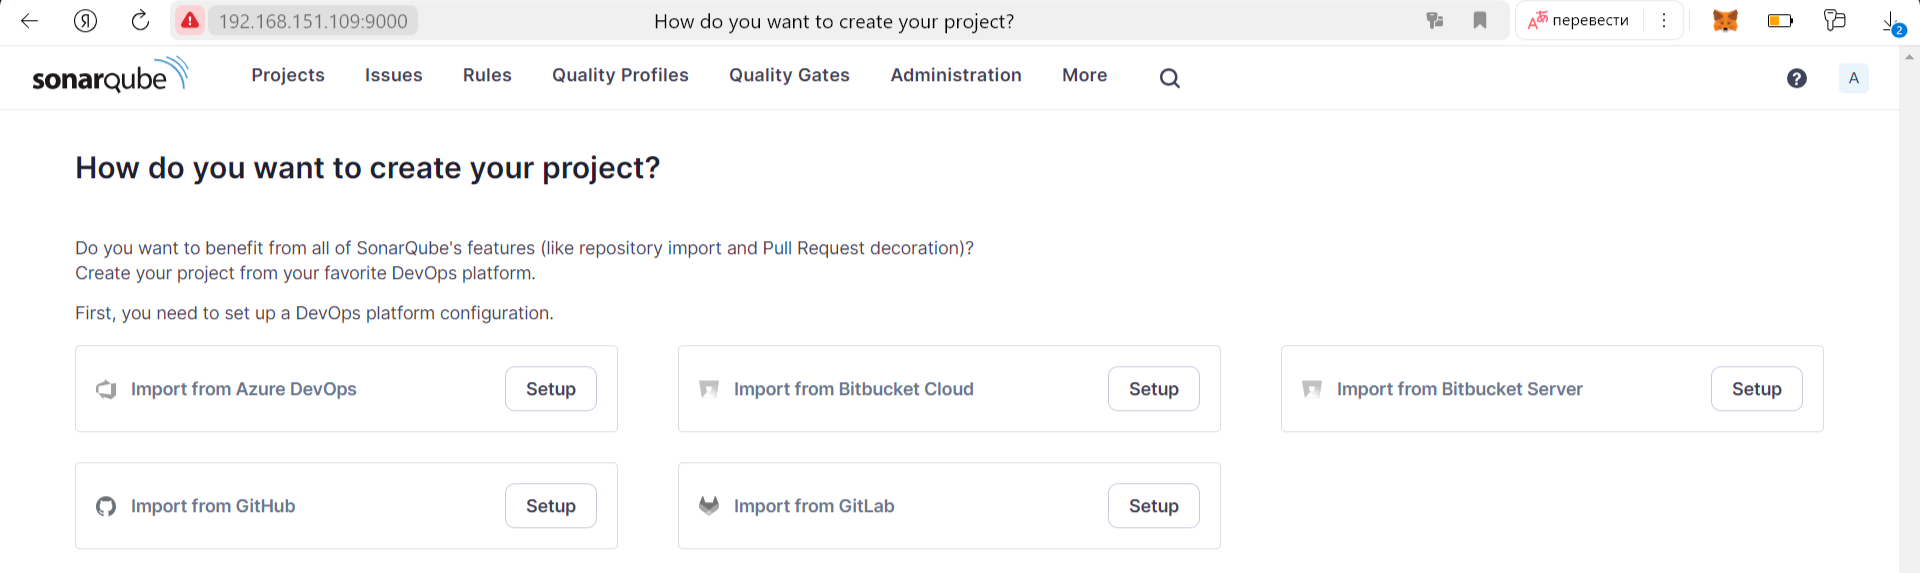 Я
192.168.151.109:9000
How do you want to create your project?
Aあ перевести
2
sonarqube
Projects
Issues
Rules
Quality Profiles
Quality Gates
Administration
More
?
A
How do you want to create your project?
Do you want to benefit from all of SonarQube's features (like repository import and Pull Request decoration)?
Create your project from your favorite DevOps platform.
First, you need to set up a DevOps platform configuration.
Import from Azure DevOps
Setup
Import from Bitbucket Cloud
Setup
Import from Bitbucket Server
Setup
Import from GitHub
Setup
Import from GitLab
Setup